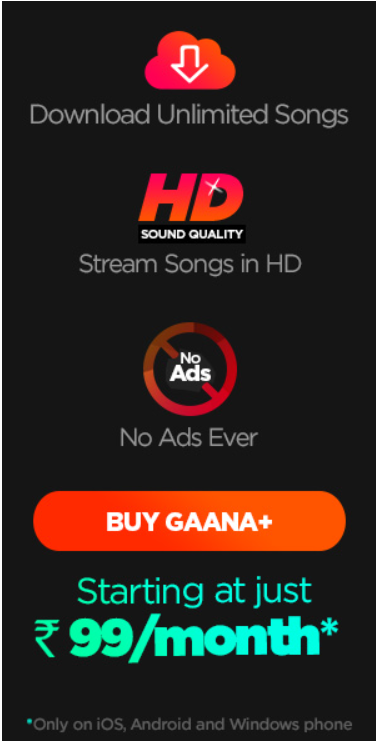 Download Unlimited Songs
HD
SOUND QUALITY
Stream Songs in HD
No
Ads
No Ads Ever
BUY GAANA+
Starting at just
₹ 99/month*
*Only on iOS, Android and Windows phone